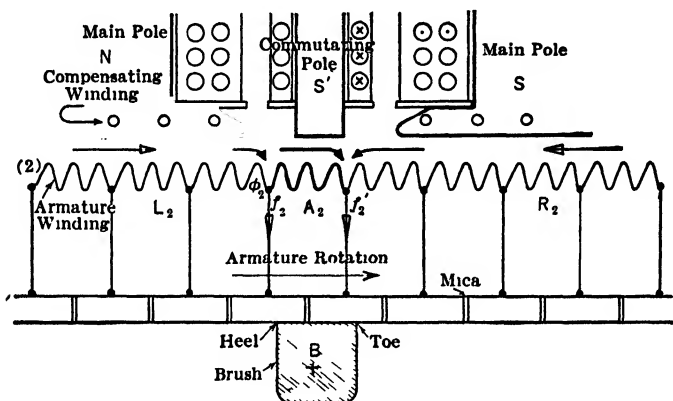 Main Pole
N
Compensating
Winding
Commutating
Pole
S'
Main Pole
S
(2)
Armature
Winding
L₂
ϕ₂
f₂
A₂
f₂'
R₂
Armature Rotation
Mica
Heel
Toe
B
Brush